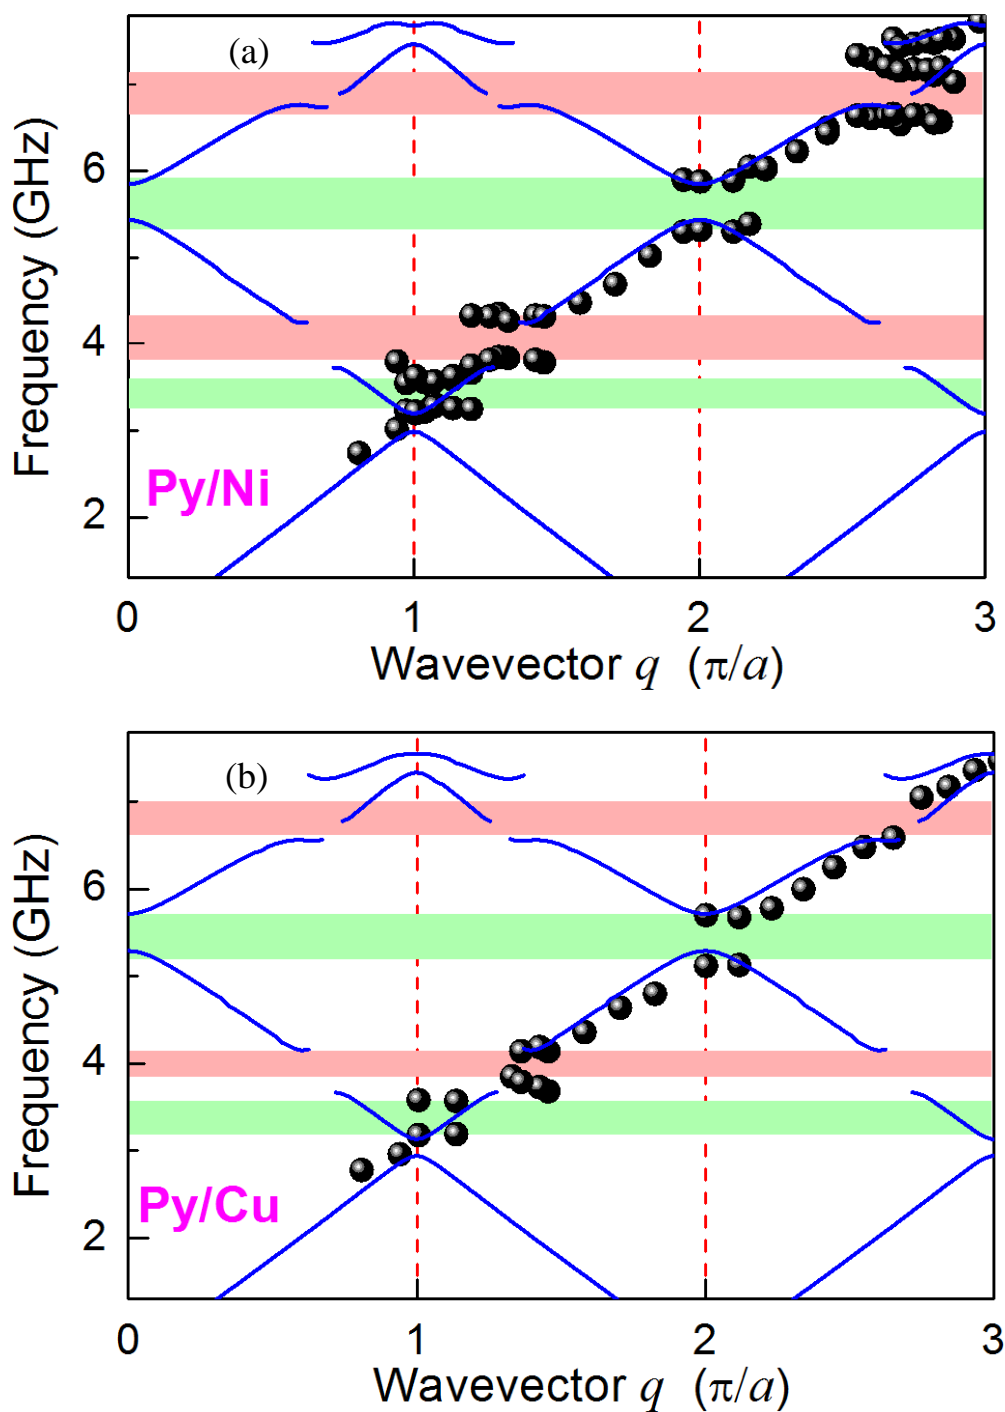 (a)
6
4
2
Frequency (GHz)
Py/Ni
0 1 2 3
Wavevector q (π/a)
(b)
6
4
2
Frequency (GHz)
Py/Cu
0 1 2 3
Wavevector q (π/a)